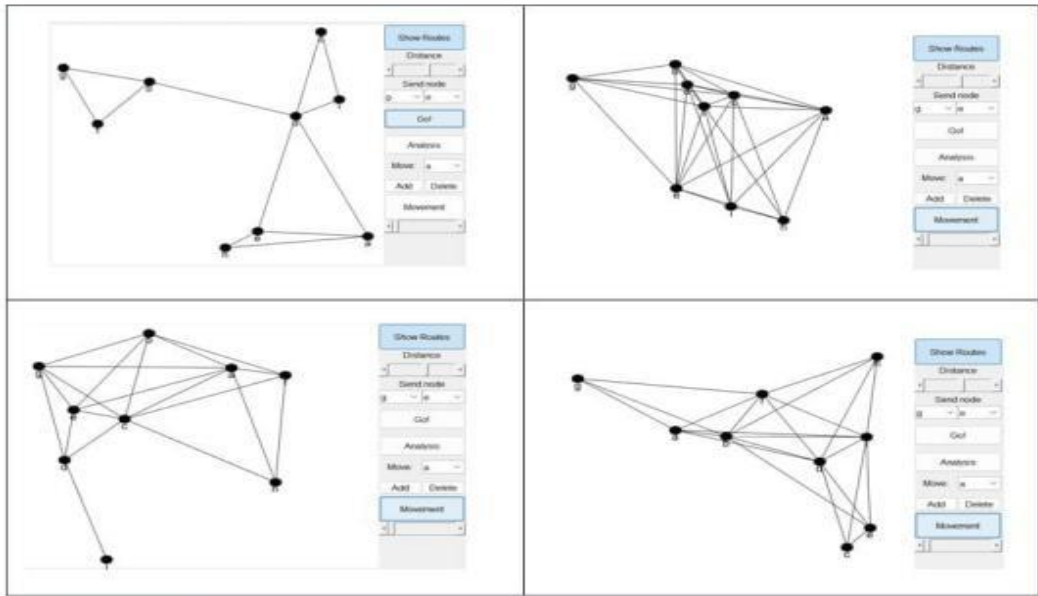 Show Routes
Distance
Send node
g e
Go!
Analysis
Move: a
Add Delete
Movement
g
a
Show Routes
Distance
Send node
g e
Go!
Analysis
Move: a
Add Delete
Movement
g
e
Show Routes
Distance
Send node
g e
Go!
Analysis
Move: a
Add Delete
Movement
g
e
c
d
h
Show Routes
Distance
Send node
g e
Go!
Analysis
Move: a
Add Delete
Movement
g
c